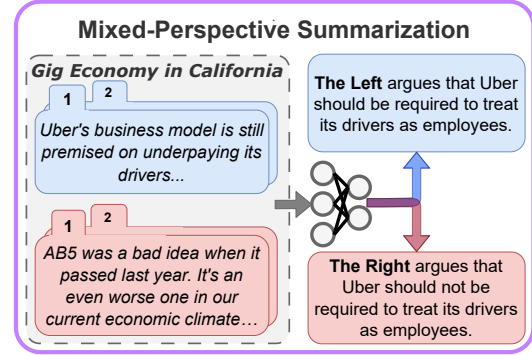 Mixed-Perspective Summarization
Gig Economy in California
1 2
Uber's business model is still
premised on underpaying its
drivers...
1 2
AB5 was a bad idea when it
passed last year. It's an
even worse one in our
current economic climate…
The Left argues that Uber
should be required to treat
its drivers as employees.
The Right argues that
Uber should not be
required to treat its drivers
as employees.